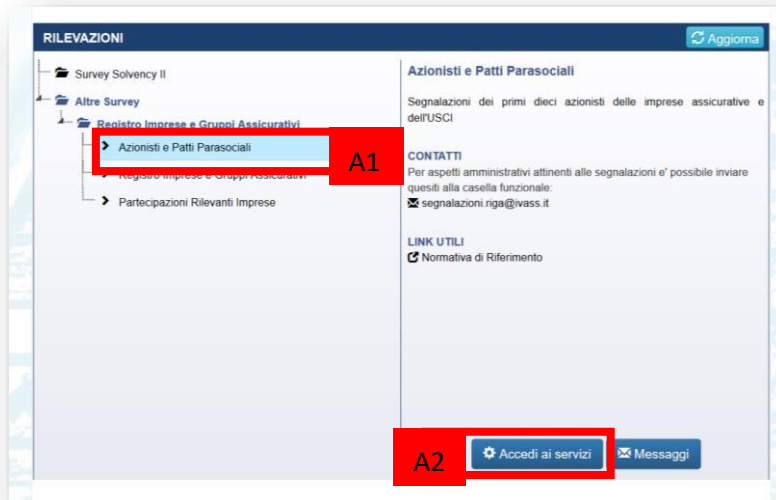 RILEVAZIONI
Aggiorna
Survey Solvency II
Altre Survey
Registro Imprese e Gruppi Assicurativi
Azionisti e Patti Parasociali
A1
Registro Imprese e Gruppi Assicurativi
Partecipazioni Rilevanti Imprese
Azionisti e Patti Parasociali
Segnalazioni dei primi dieci azionisti delle imprese assicurative e
dell'USCI
CONTATTI
Per aspetti amministrativi attinenti alle segnalazioni e' possibile inviare
quesiti alla casella funzionale:
segnalazioni.riga@ivass.it
LINK UTILI
Normativa di Riferimento
A2
Accedi ai servizi
Messaggi